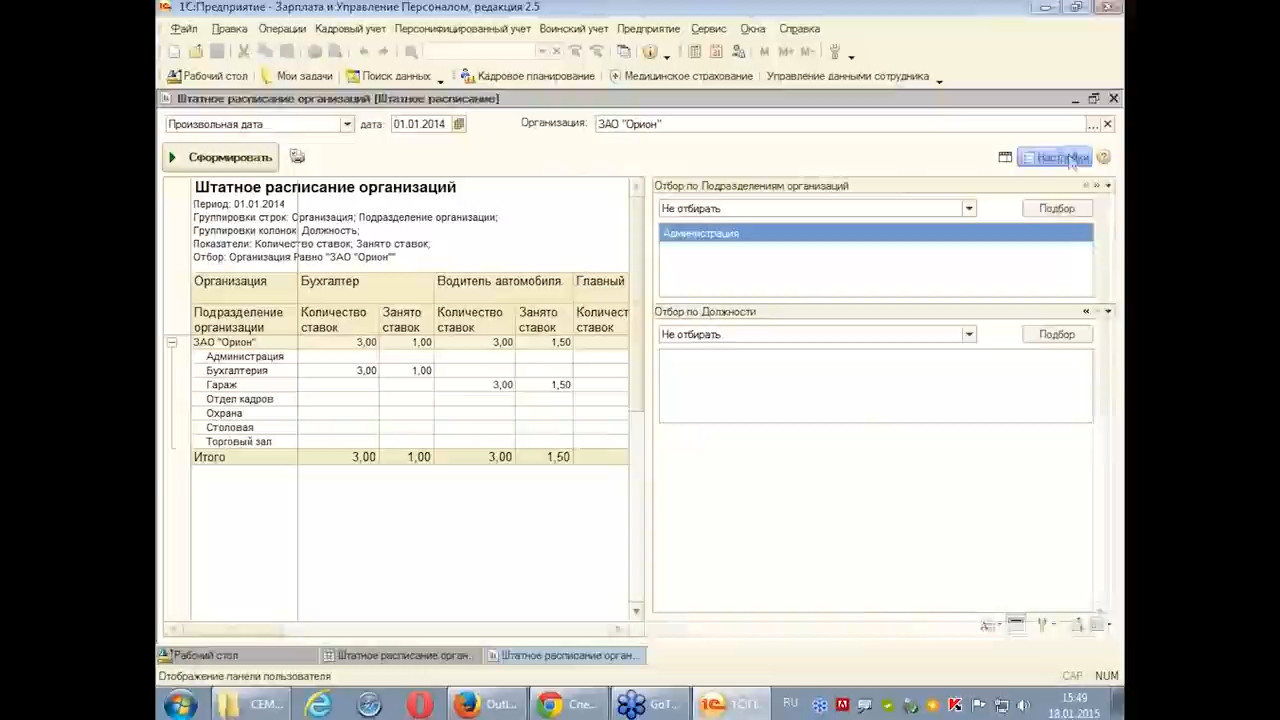 1С:Предприятие - Зарплата и Управление Персоналом, редакция 2.5
Файл Правка Операции Кадровый учет Персонифицированный учет Воинский учет Предприятие Сервис Окна Справка
M M+ M-
Рабочий стол Мои задачи Поиск данных Кадровое планирование Медицинское страхование Управление данными сотрудника
Штатное расписание организаций [Штатное расписание]
Произвольная дата дата: 01.01.2014 Организация: ЗАО "Орион"
Сформировать Настройки
Штатное расписание организаций
Период: 01.01.2014
Группировки строк: Организация; Подразделение организации;
Группировки колонок: Должность;
Показатели: Количество ставок, Занято ставок,
Отбор: Организация Равно "ЗАО "Орион""
Организация Бухгалтер Водитель автомобиля Главный
Подразделение организации Количество ставок Занято ставок Количество ставок Занято ставок Количест ставок
ЗАО "Орион" 3,00 1,00 3,00 1,50
Администрация
Бухгалтерия 3,00 1,00
Гараж 3,00 1,50
Отдел кадров
Охрана
Столовая
Торговый зал
Итого 3,00 1,00 3,00 1,50
Отбор по Подразделениям организаций
Не отбирать Подбор
Администрация
Отбор по Должности
Не отбирать Подбор
Рабочий стол Штатное расписание орган... Штатное расписание орган...
Отображение панели пользователя CAP NUM
СЕМ... Outl... Спе... GoT... RU 15:49
18.01.2015